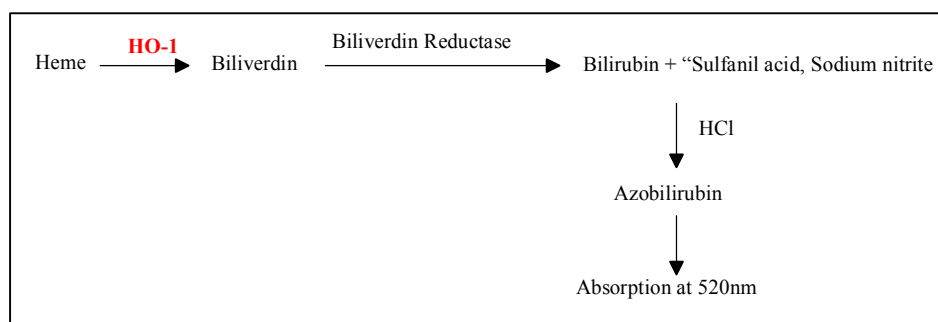 HO-1
Biliverdin Reductase
Heme
Biliverdin
Bilirubin + “Sulfanil acid, Sodium nitrite
HCl
Azobilirubin
Absorption at 520nm